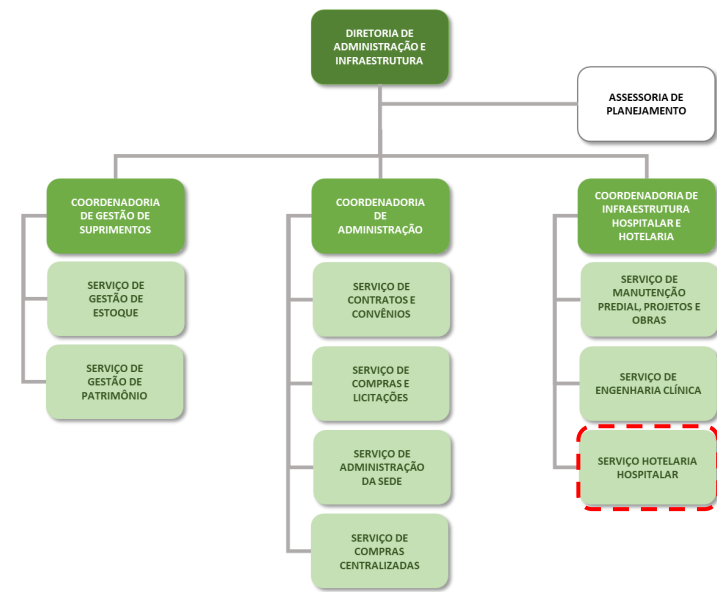 DIRETORIA DE
ADMINISTRAÇÃO E
INFRAESTRUTURA
ASSESSORIA DE
PLANEJAMENTO
COORDENADORIA
DE GESTÃO DE
SUPRIMENTOS
SERVIÇO DE
GESTÃO DE
ESTOQUE
SERVIÇO DE
GESTÃO DE
PATRIMÔNIO
COORDENADORIA
DE
ADMINISTRAÇÃO
SERVIÇO DE
CONTRATOS E
CONVÊNIOS
SERVIÇO DE
COMPRAS E
LICITAÇÕES
SERVIÇO DE
ADMINISTRAÇÃO
DA SEDE
SERVIÇO DE
COMPRAS
CENTRALIZADAS
COORDENADORIA DE
INFRAESTRUTURA
HOSPITALAR E
HOTELARIA
SERVIÇO DE
MANUTENÇÃO
PREDIAL, PROJETOS E
OBRAS
SERVIÇO DE
ENGENHARIA CLÍNICA
SERVIÇO HOTELARIA
HOSPITALAR